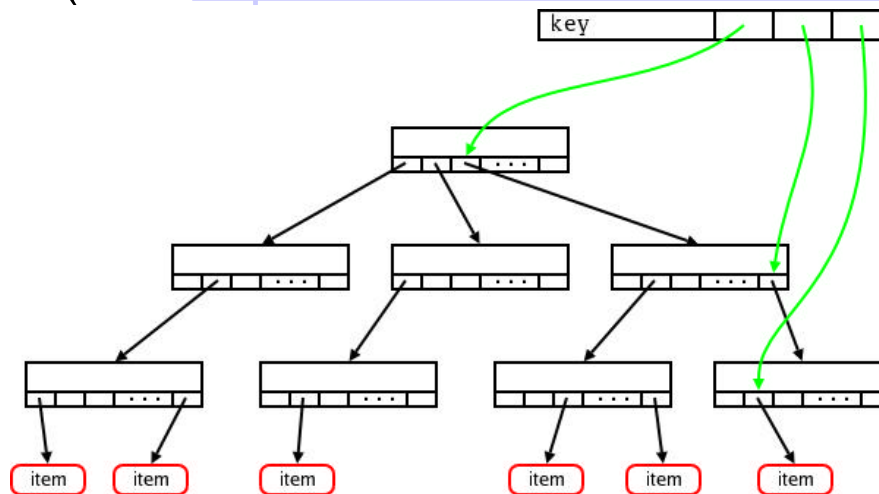 (
key
. . .
. . .
. . .
. . .
. . .
. . .
. . .
. . .
item
item
item
item
item
item